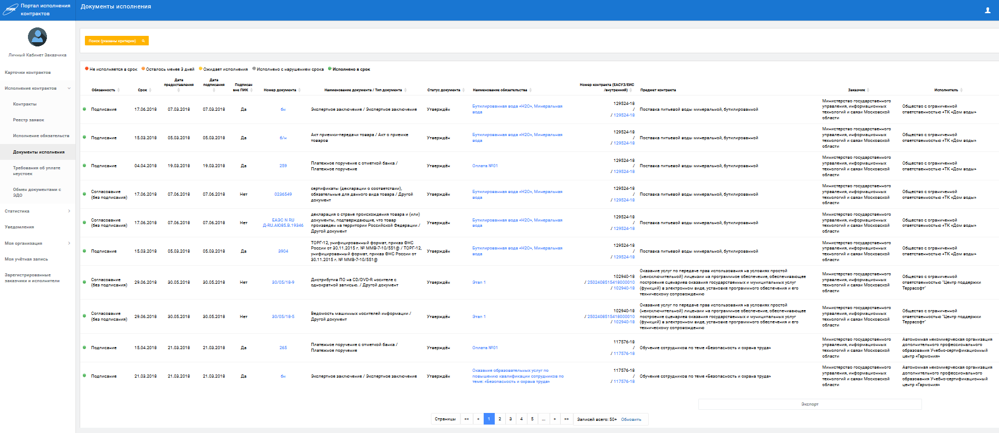 ПИК
Портал исполнения
контрактов
Документы исполнения
Личный Кабинет Заказчика
Карточки контрактов
Исполнение контрактов
Контракты
Реестр заявок
Исполнение обязательств
Документы исполнения
Требования об уплате
неустоек
Обмен документами с
ЭДО
Статистика
Уведомления
Моя организация
Моя учётная запись
Зарегистрированные
заказчики и исполнители
Поиск (указаны критерии)
Не исполняется в срок Осталось менее 3 дней Ожидает исполнения Исполнено с нарушением срока Исполнено в срок
Обязанность
Срок
Дата
предоставления
Дата
подписания
Подписан
вне ПИК
Номер документа
Наименование документа / Тип документа
Статус документа
Наименование обязательства
Номер контракта (ЕАСУЗ/ЕИС
/внутренний)
Предмет контракта
Заказчик
Исполнитель
Подписание
17.06.2018
07.03.2018
07.03.2018
Да
бн
Экспертное заключение / Экспертное заключение
Утверждён
Бутилированная вода «Н2О», Минеральная
вода
129524-18
/
/ 129524-18
Поставка питьевой воды минеральной, бутилированной
Министерство государственного
управления, информационных
технологий и связи Московской
области
Общество с ограниченной
ответственностью «ТК «Дом воды»
Подписание
15.03.2018
05.03.2018
05.03.2018
Да
б/н
Акт приемки-передачи товара / Акт о приемке
товаров
Утверждён
Бутилированная вода «Н2О», Минеральная
вода
129524-18
/
/ 129524-18
Поставка питьевой воды минеральной, бутилированной
Министерство государственного
управления, информационных
технологий и связи Московской
области
Общество с ограниченной
ответственностью «ТК «Дом воды»
Подписание
04.04.2018
19.03.2018
19.03.2018
Да
259
Платежное поручение с отметкой банка /
Платежное поручение
Утверждён
Оплата №01
129524-18
/
/ 129524-18
Поставка питьевой воды минеральной, бутилированной
Министерство государственного
управления, информационных
технологий и связи Московской
области
Общество с ограниченной
ответственностью «ТК «Дом воды»
Согласование
(без подписания)
17.06.2018
07.06.2018
07.06.2018
Нет
0236549
сертификаты (декларации о соответствии),
обязательные для данного вида товара / Другой
документ
Утверждён
Бутилированная вода «Н2О», Минеральная
вода
129524-18
/
/ 129524-18
Поставка питьевой воды минеральной, бутилированной
Министерство государственного
управления, информационных
технологий и связи Московской
области
Общество с ограниченной
ответственностью «ТК «Дом воды»
Согласование
(без подписания)
17.06.2018
07.06.2018
07.06.2018
Нет
ЕАЭС N RU
Д-RU.АЮ85.В.19346
декларация о стране происхождения товара и (или)
документы, подтверждающие, что товар
произведен на территории Российской Федерации /
Другой документ
Утверждён
Бутилированная вода «Н2О», Минеральная
вода
129524-18
/
/ 129524-18
Поставка питьевой воды минеральной, бутилированной
Министерство государственного
управления, информационных
технологий и связи Московской
области
Общество с ограниченной
ответственностью «ТК «Дом воды»
Подписание
15.03.2018
05.03.2018
05.03.2018
Да
3904
ТОРГ-12, унифицированный формат, приказ ФНС
России от 30.11.2015 г. № ММВ-7-10/551@ / ТОРГ-12,
унифицированный формат, приказ ФНС России от
30.11.2015 г. № ММВ-7-10/551@
Утверждён
Бутилированная вода «Н2О», Минеральная
вода
129524-18
/
/ 129524-18
Поставка питьевой воды минеральной, бутилированной
Министерство государственного
управления, информационных
технологий и связи Московской
области
Общество с ограниченной
ответственностью «ТК «Дом воды»
Согласование
(без подписания)
29.06.2018
30.05.2018
30.05.2018
Нет
30/05/18-9
Дистрибутив ПО на CD/DVD-R носителе с
однократной записью. / Другой документ
Утверждён
Этап 1
102940-18
/ 2502408515418000010
/ 102940-18
Оказание услуг по передаче прав использования на условиях простой
(неисключительной) лицензии на программное обеспечение, обеспечивающее
построение сценариев оказания государственных и муниципальных услуг
(функций) в электронном виде, установке программного обеспечения и его
техническому сопровождению
Министерство государственного
управления, информационных
технологий и связи Московской
области
Общество с ограниченной
ответственностью "Центр поддержки
Террасофт"
Согласование
(без подписания)
29.06.2018
30.05.2018
30.05.2018
Нет
30/05/18-5
Ведомость машинных носителей информации /
Другой документ
Утверждён
Этап 1
102940-18
/ 2502408515418000010
/ 102940-18
Оказание услуг по передаче прав использования на условиях простой
(неисключительной) лицензии на программное обеспечение, обеспечивающее
построение сценариев оказания государственных и муниципальных услуг
(функций) в электронном виде, установке программного обеспечения и его
техническому сопровождению
Министерство государственного
управления, информационных
технологий и связи Московской
области
Общество с ограниченной
ответственностью "Центр поддержки
Террасофт"
Подписание
15.04.2018
21.03.2018
21.03.2018
Да
265
Платежное поручение с отметкой банка /
Платежное поручение
Утверждён
Оплата №01
117576-18
/
/ 117576-18
Обучение сотрудников по теме «Безопасность и охрана труда»
Министерство государственного
управления, информационных
технологий и связи Московской
области
Автономная некоммерческая организация
дополнительного профессионального
образования Учебно-сертификационный
центр «Гармония»
Подписание
21.03.2018
21.03.2018
21.03.2018
Да
бн
Экспертное заключение / Экспертное заключение
Утверждён
Оказание образовательных услуг по
повышению квалификации сотрудников по
теме: «Безопасность и охрана труда»
117576-18
/
/ 117576-18
Обучение сотрудников по теме «Безопасность и охрана труда»
Министерство государственного
управления, информационных
технологий и связи Московской
области
Автономная некоммерческая организация
дополнительного профессионального
образования Учебно-сертификационный
центр «Гармония»
Экспорт
Страницы << < 1 2 3 4 5 ... > >> Записей всего: 50+ Обновить